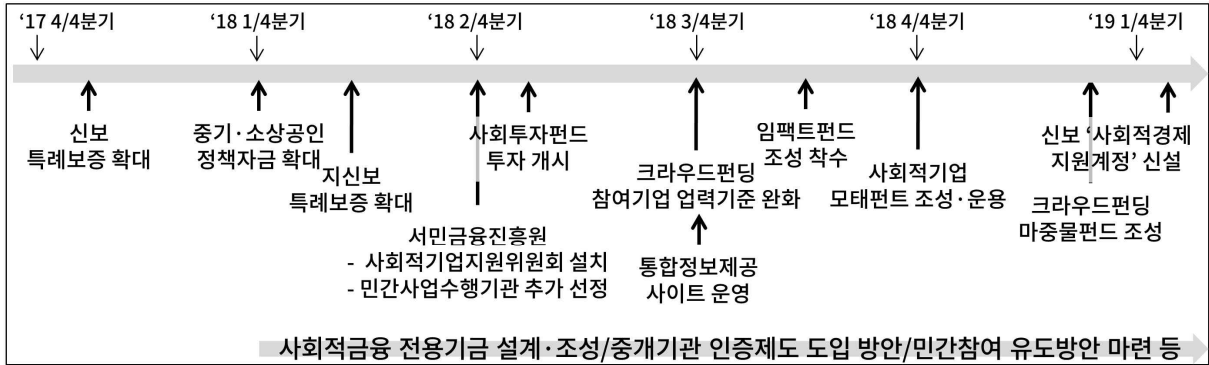 ‘17 4/4분기
‘18 1/4분기
‘18 2/4분기
‘18 3/4분기
‘18 4/4분기
‘19 1/4분기
신보
특례보증 확대
중기·소상공인
정책자금 확대
지신보
특례보증 확대
서민금융진흥원
- 사회적기업지원위원회 설치
- 민간사업수행기관 추가 선정
사회투자펀드
투자 개시
크라우드펀딩
참여기업 업력기준 완화
통합정보제공
사이트 운영
임팩트펀드
조성 착수
사회적기업
모태펀트 조성·운용
신보 ‘사회적경제
지원계정’ 신설
크라우드펀딩
마중물펀드 조성
사회적금융 전용기금 설계·조성/중개기관 인증제도 도입 방안/민간참여 유도방안 마련 등